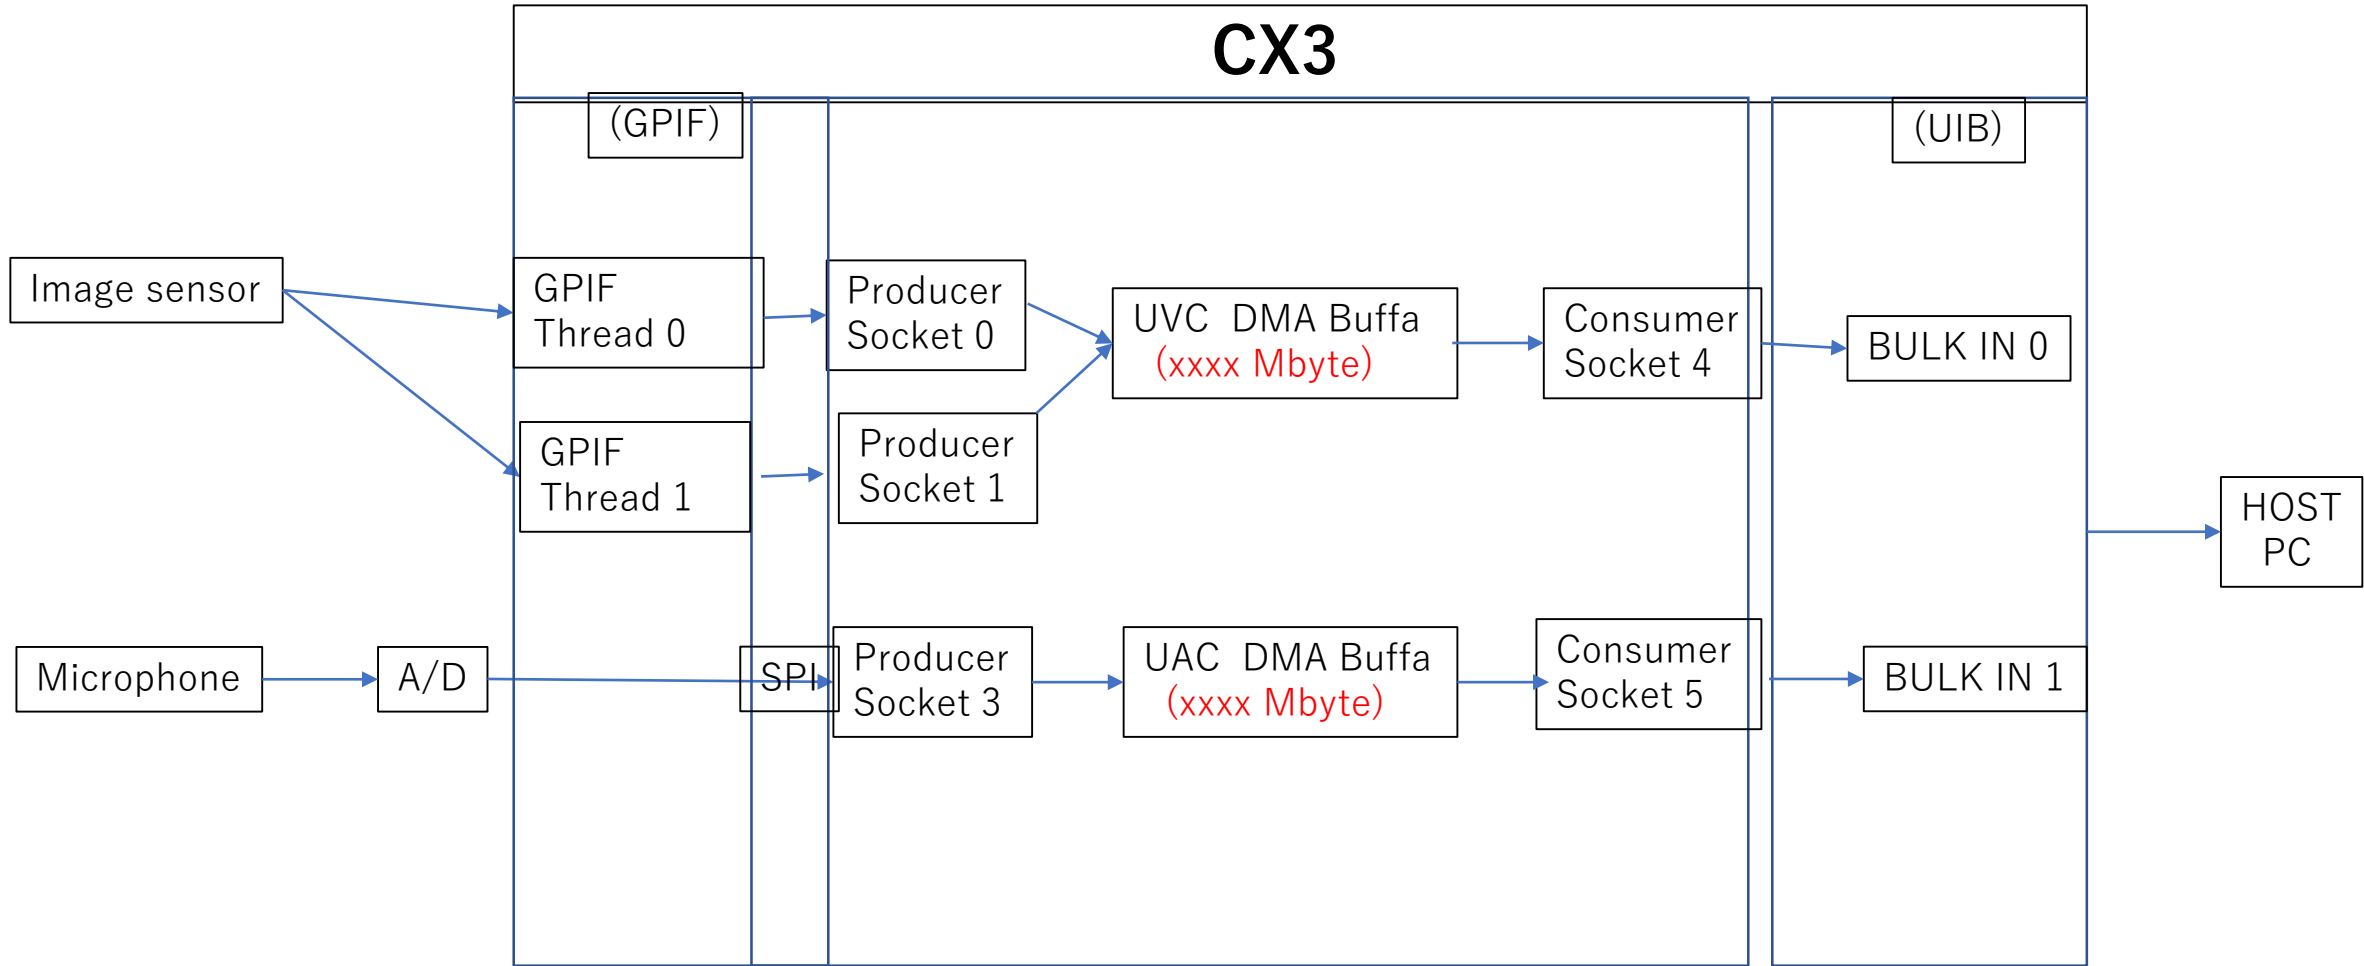 CX3
(GPIF)
(UIB)
Image sensor
GPIF
Thread 0
Producer
Socket 0
UVC  DMA Buffa
(xxxx Mbyte)
Consumer
Socket 4
BULK IN 0
GPIF
Thread 1
Producer
Socket 1
HOST
PC
Microphone
A/D
SPI
Producer
Socket 3
UAC  DMA Buffa
(xxxx Mbyte)
Consumer
Socket 5
BULK IN 1